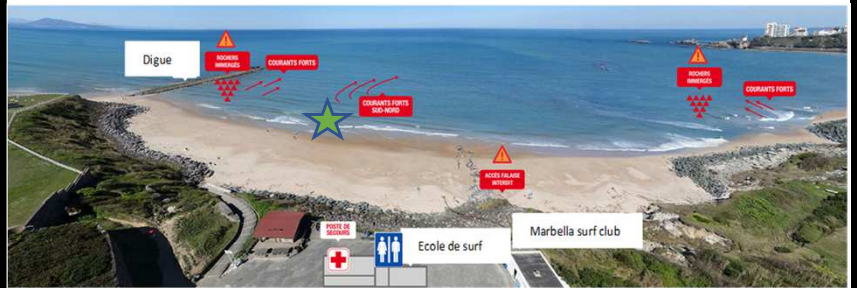 Digue
ROCHERS
IMMERGÉS
COURANTS FORTS
COURANTS FORTS
SUD-NORD
ROCHERS
IMMERGÉS
COURANTS FORTS
ACCÈS FALAISE
INTERDIT
POSTE DE
SECOURS
Ecole de surf
Marbella surf club